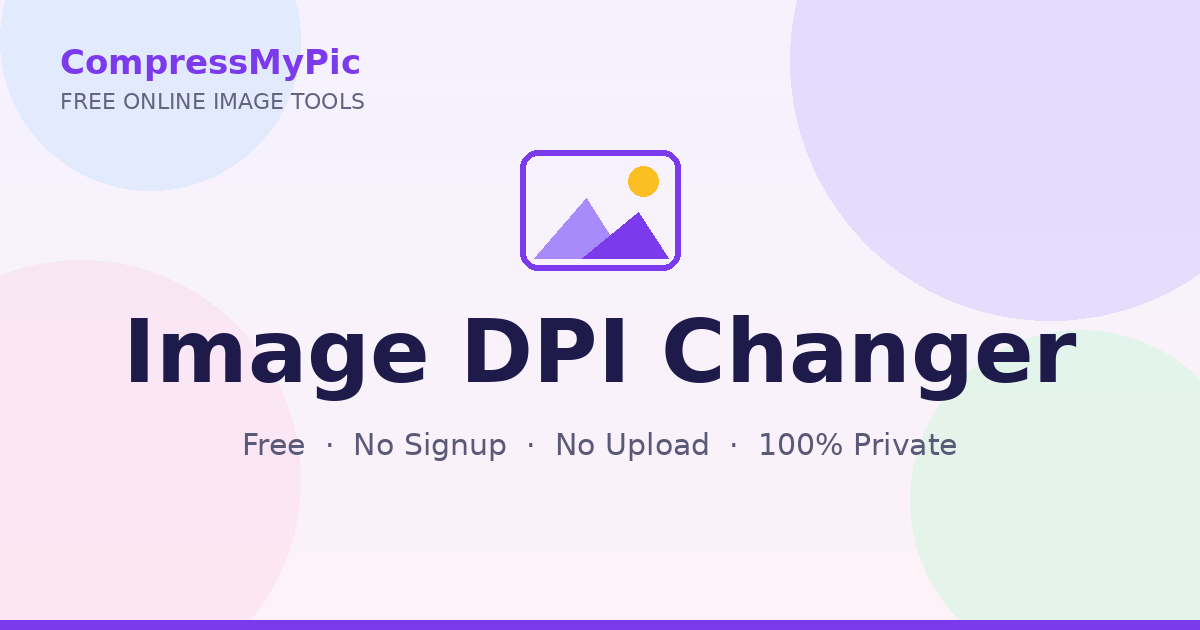 CompressMyPic
FREE ONLINE IMAGE TOOLS
Image DPI Changer
Free · No Signup · No Upload · 100% Private